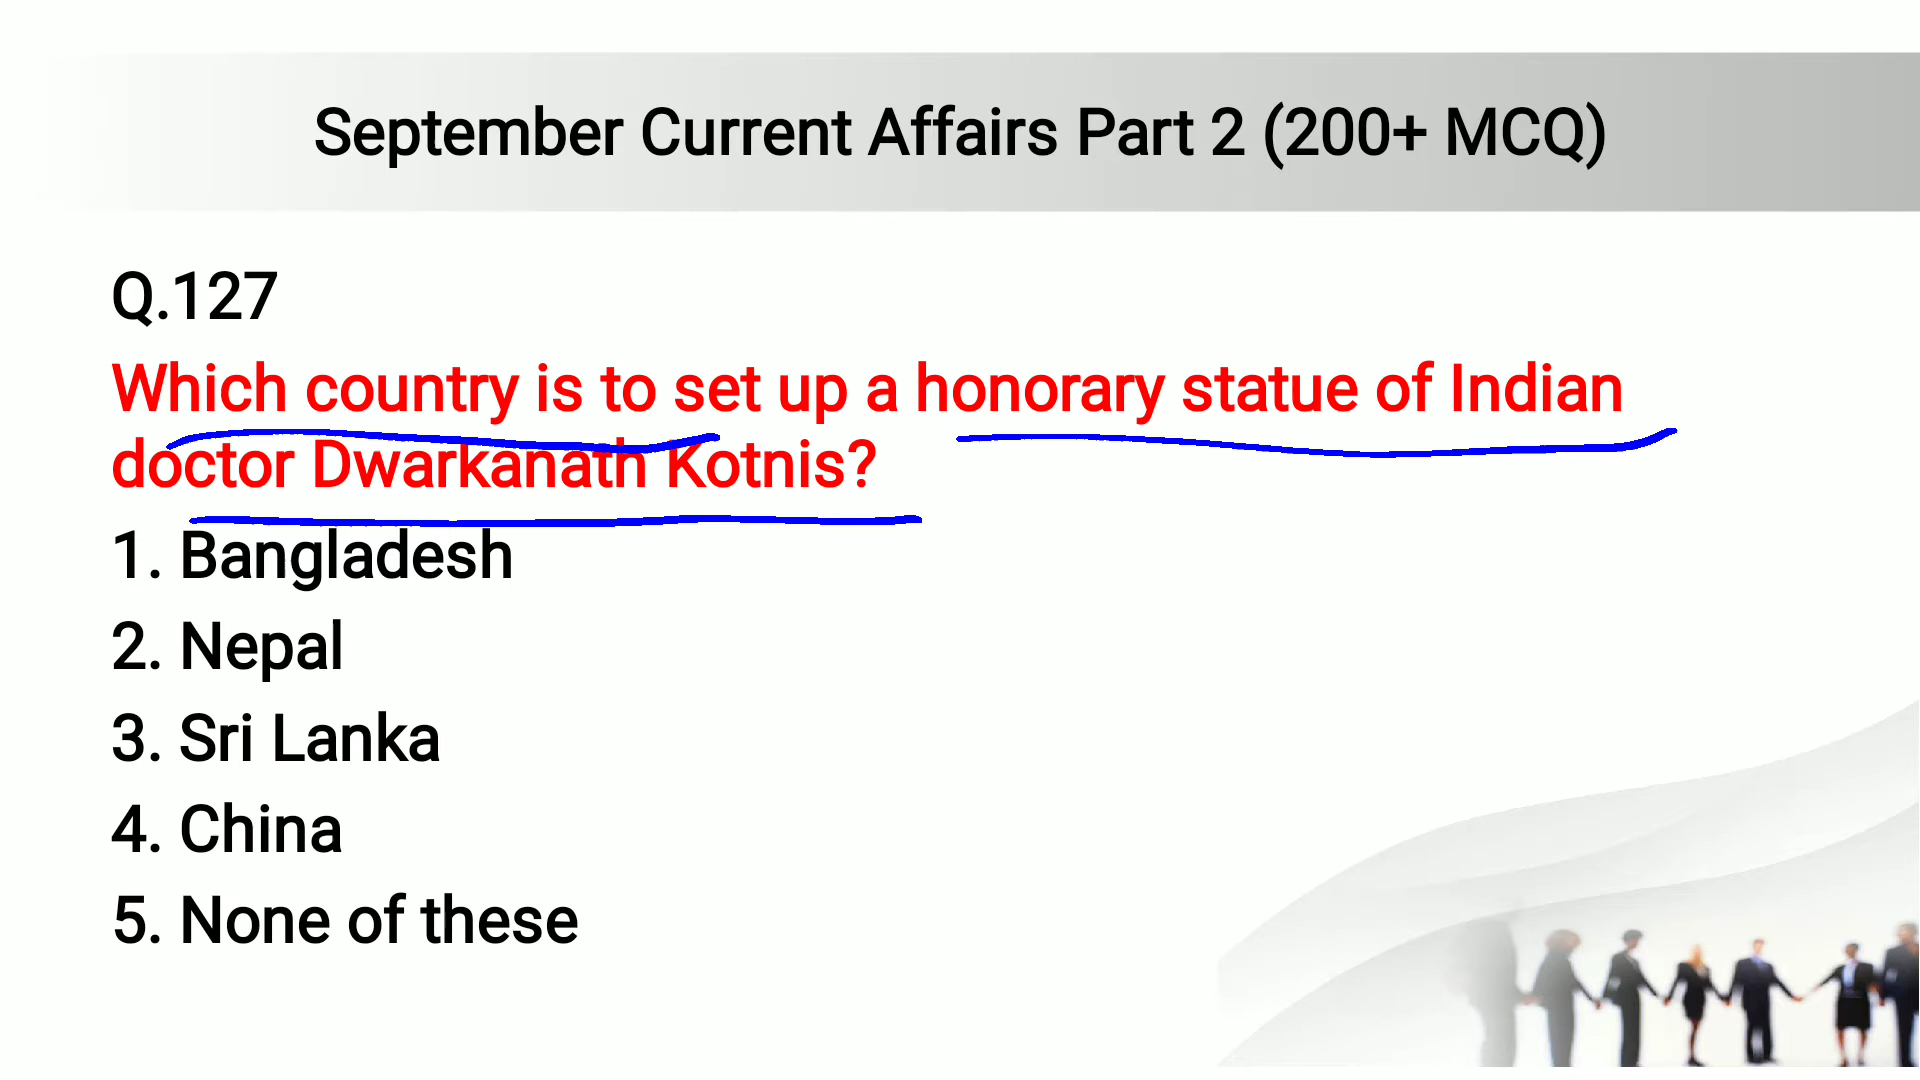 September Current Affairs Part 2 (200+ MCQ)
Q.127
Which country is to set up a honorary statue of Indian
doctor Dwarkanath Kotnis?
1. Bangladesh
2. Nepal
3. Sri Lanka
4. China
5. None of these